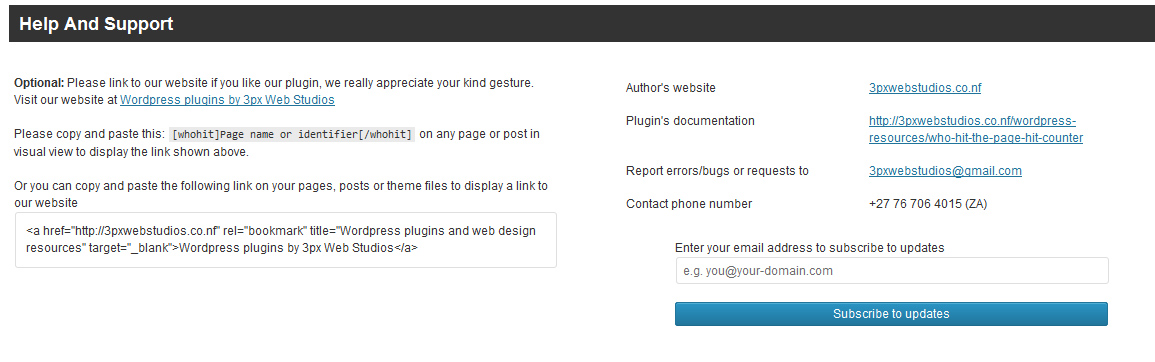 Help And Support
Optional: Please link to our website if you like our plugin, we really appreciate your kind gesture.
Visit our website at Wordpress plugins by 3px Web Studios
Please copy and paste this: [whohit]Page name or identifier[/whohit] on any page or post in
visual view to display the link shown above.
Or you can copy and paste the following link on your pages, posts or theme files to display a link to
our website
<a href="http://3pxwebstudios.co.nf" rel="bookmark" title="Wordpress plugins and web design
resources" target="_blank">Wordpress plugins by 3px Web Studios</a>
Author's website 3pxwebstudios.co.nf
Plugin's documentation http://3pxwebstudios.co.nf/wordpress-
resources/who-hit-the-page-hit-counter
Report errors/bugs or requests to 3pxwebstudios@gmail.com
Contact phone number +27 76 706 4015 (ZA)
Enter your email address to subscribe to updates
e.g. you@your-domain.com
Subscribe to updates